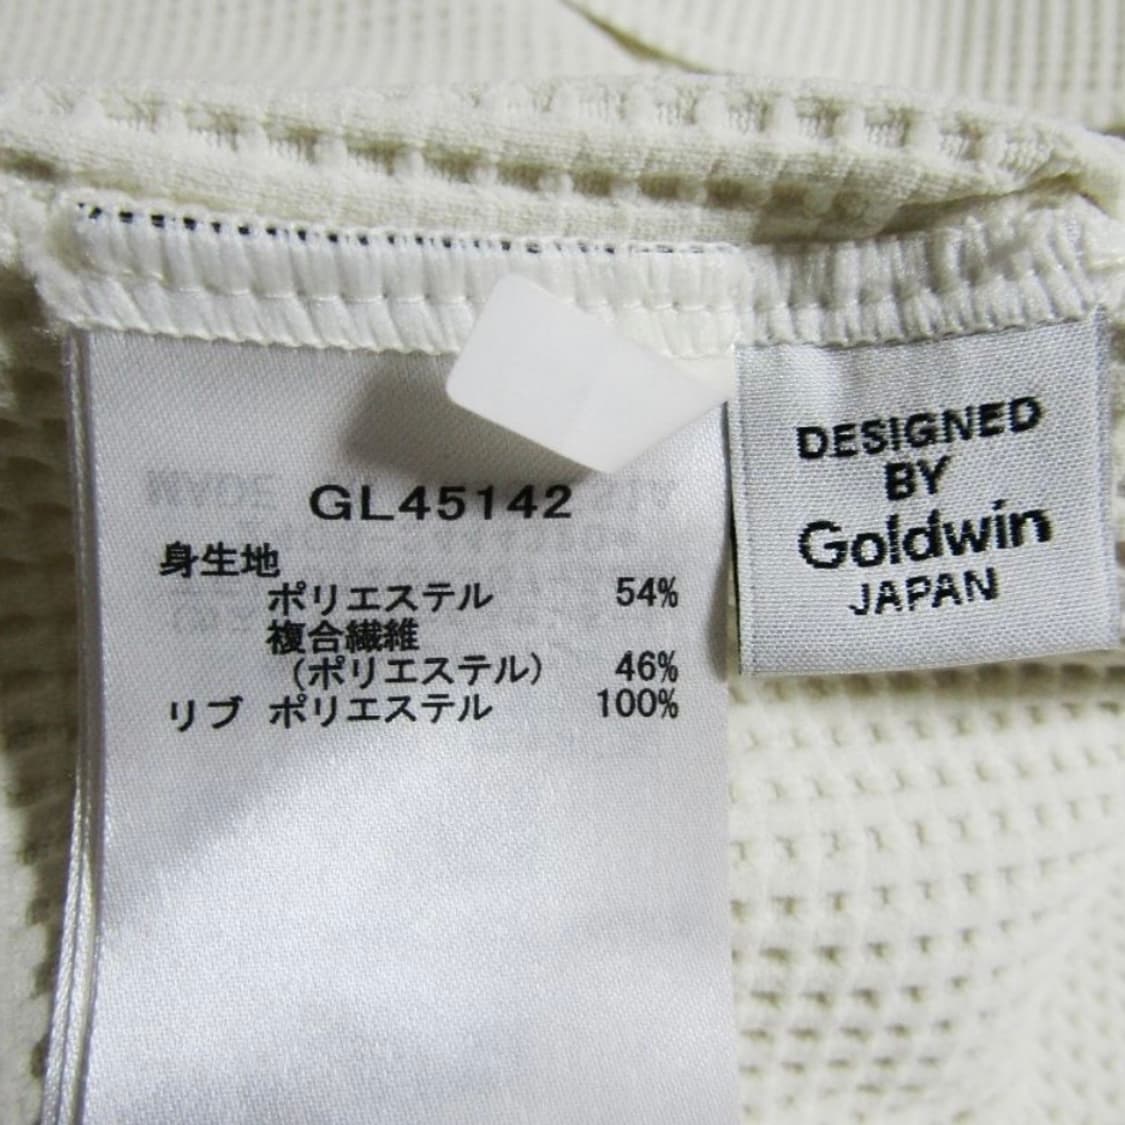 GL45142
身生地
ポリエステル 54%
複合繊維
(ポリエステル) 46%
リブ ポリエステル 100%
DESIGNED
BY
Goldwin
JAPAN